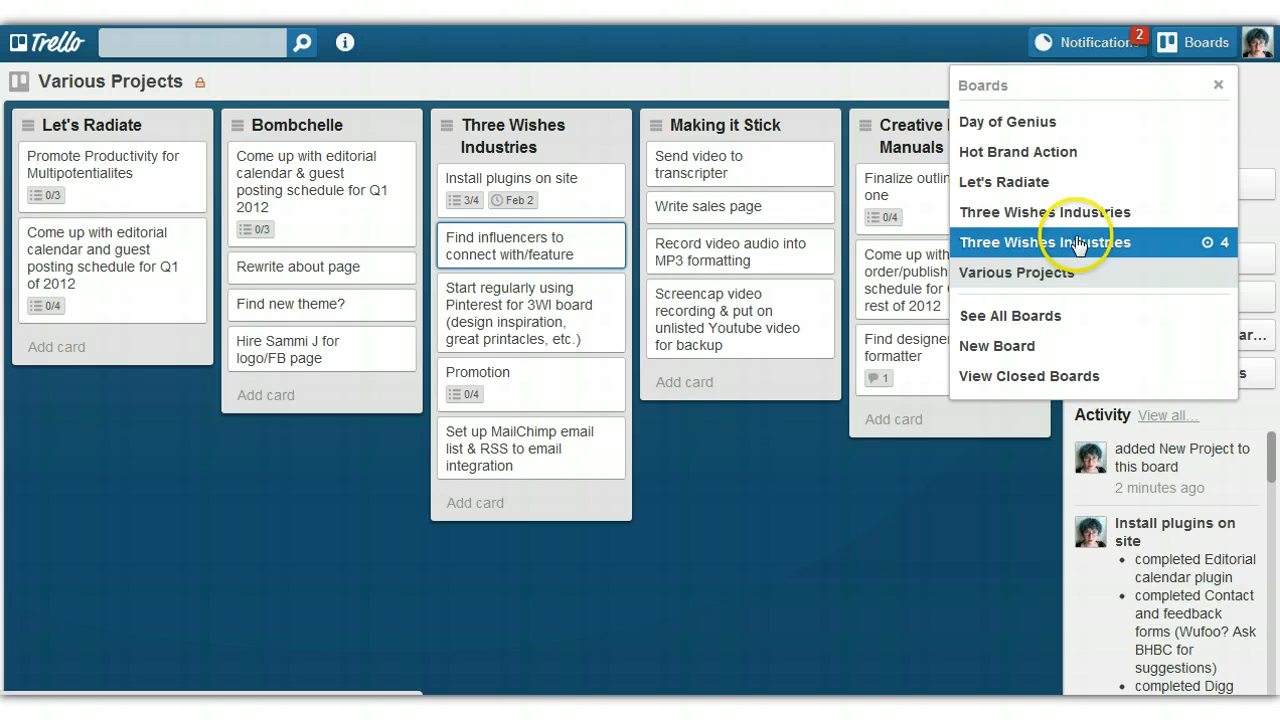 Trello
Notification
2
Boards
Various Projects
Let's Radiate
Promote Productivity for
Multipotentialites
0/3
Come up with editorial
calendar and guest
posting schedule for Q1
of 2012
0/4
Add card
Bombchelle
Come up with editorial
calendar & guest
posting schedule for Q1
2012
0/3
Rewrite about page
Find new theme?
Hire Sammi J for
logo/FB page
Add card
Three Wishes
Industries
Install plugins on site
3/4 Feb 2
Find influencers to
connect with/feature
Start regularly using
Pinterest for 3WI board
(design inspiration,
great printacles, etc.)
Promotion
0/4
Set up MailChimp email
list & RSS to email
integration
Add card
Making it Stick
Send video to
transcripter
Write sales page
Record video audio into
MP3 formatting
Screencap video
recording & put on
unlisted Youtube video
for backup
Add card
Creative
Manuals
Finalize outlin
one
0/4
Come up with
order/publish
schedule for
rest of 2012
Find designe
formatter
1
Add card
Boards
Day of Genius
Hot Brand Action
Let's Radiate
Three Wishes Industries
Three Wishes Industries 4
Various Projects
See All Boards
New Board
View Closed Boards
ar...
s
Activity View all...
added New Project to
this board
2 minutes ago
Install plugins on
site
completed Editorial
calendar plugin
completed Contact
and feedback
forms (Wufoo? Ask
BHBC for
suggestions)
completed Digg